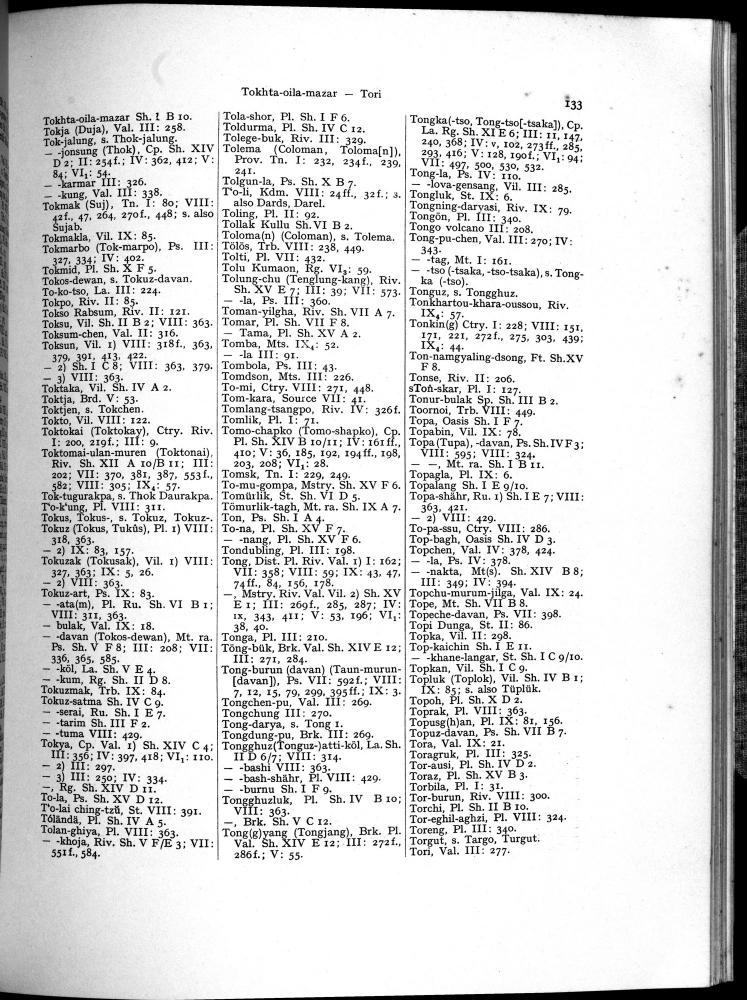 Tokhta-oila-mazar — Tori
133
Tokhta-oila-mazar Sh. I B 10.
Tokja (Duja), Val. III: 258.
Tok-jalung, s. Thok-jalung.
— -jonsung (Thok), Cp. Sh. XIV
D 2; II: 254f.; IV: 362, 412; V:
84; VI₁: 54.
— -karmar III: 326.
— -kung, Val. III: 338.
Tokmak (Suj), Tn. I: 80; VIII:
42f., 47, 264, 270f., 448; s. also
Sujab.
Tokmakla, Vil. IX: 85.
Tokmarbo (Tok-marpo), Ps. III:
327, 334; IV: 402.
Tokmid, Pl. Sh. X F 5.
Tokos-dewan, s. Tokuz-davan.
To-ko-tso, La. III: 224.
Tokpo, Riv. II: 85.
Tokso Rabsum, Riv. II: 121.
Toksu, Vil. Sh. II B 2; VIII: 363.
Toksum-chen, Val. II: 316.
Toksun, Vil. 1) VIII: 318f., 363,
379, 391, 413, 422.
— 2) Sh. I C 8; VIII: 363, 379.
— 3) VIII: 363.
Toktaka, Vil. Sh. IV A 2.
Toktja, Brd. V: 53.
Toktjen, s. Tokchen.
Tokto, Vil. VIII: 122.
Toktokai (Toktokay), Ctry. Riv.
I: 200, 219f.; III: 9.
Toktomai-ulan-muren (Toktonai),
Riv. Sh. XII A 10/B 11; III:
202; VII: 370, 381, 387, 553f.,
582; VIII: 305; IX₄: 57.
Tok-tugurakpa, s. Thok Daurakpa.
T'o-k'ung, Pl. VIII: 311.
Tokus, Tokus-, s. Tokuz, Tokuz-.
Tokuz (Tokus, Tukûs), Pl. 1) VIII:
318, 363.
— 2) IX: 83, 157.
Tokuzak (Tokusak), Vil. 1) VIII:
327, 363; IX: 5, 26.
— 2) VIII: 363.
Tokuz-art, Ps. IX: 83.
— -ata(m), Pl. Ru. Sh. VI B 1;
VIII: 311, 363.
— bulak, Val. IX: 18.
— -davan (Tokos-dewan), Mt. ra.
Ps. Sh. V F 8; III: 208; VII:
336, 365, 585.
— -köl, La. Sh. V E 4.
— -kum, Rg. Sh. II D 8.
Tokuzmak, Trb. IX: 84.
Tokuz-satma Sh. IV C 9.
— -serai, Ru. Sh. I E 7.
— -tarim Sh. III F 2.
— -tuma VIII: 429.
Tokya, Cp. Val. 1) Sh. XIV C 4;
III: 356; IV: 397, 418; VI₁: 110.
— 2) III: 297.
— 3) III: 250; IV: 334.
—, Rg. Sh. XIV D 11.
To-la, Ps. Sh. XV D 12.
T'o-lai ching-tzŭ, St. VIII: 391.
Tóländä, Pl. Sh. IV A 5.
Tolan-ghiya, Pl. VIII: 363.
— -khoja, Riv. Sh. V F/E 3; VII:
551f., 584.
Tola-shor, Pl. Sh. I F 6.
Toldurma, Pl. Sh. IV C 12.
Tolege-buk, Riv. III: 329.
Tolema (Coloman, Toloma[n]),
Prov. Tn. I: 232, 234f., 239,
241.
Tolgun-la, Ps. Sh. X B 7.
T'o-li, Kdm. VIII: 24ff., 32f.; s.
also Dards, Darel.
Toling, Pl. II: 92.
Tollak Kullu Sh. VI B 2.
Toloma(n) (Coloman), s. Tolema.
Tölös, Trb. VIII: 238, 449.
Tolti, Pl. VII: 432.
Tolu Kumaon, Rg. VI₃: 59.
Tolung-chu (Tenglung-kang), Riv.
Sh. XV E 7; III: 39; VII: 573.
— -la, Ps. III: 360.
Toman-yilgha, Riv. Sh. VII A 7.
Tomar, Pl. Sh. VII F 8.
— Tama, Pl. Sh. XV A 2.
Tomba, Mts. IX₄: 52.
— -la III: 91.
Tombola, Ps. III: 43.
Tomdson, Mts. III: 226.
To-mi, Ctry. VIII: 271, 448.
Tom-kara, Source VII: 41.
Tomlang-tsangpo, Riv. IV: 326f.
Tomlik, Pl. I: 71.
Tomo-chapko (Tomo-shapko), Cp.
Pl. Sh. XIV B 10/11; IV: 161ff.,
410; V: 36, 185, 192, 194ff., 198,
203, 208; VI₁: 28.
Tomsk, Tn. I: 229, 249.
To-mu-gompa, Mstry. Sh. XV F 6.
Tomürlik, St. Sh. VI D 5.
Tömurlik-tagh, Mt. ra. Sh. IX A 7.
Ton, Ps. Sh. I A 4.
To-na, Pl. Sh. XV F 7.
— -nang, Pl. Sh. XV F 6.
Tondubling, Pl. III: 198.
Tong, Dist. Pl. Riv. Val. 1) I: 162;
VII: 358; VIII: 59; IX: 43, 47,
74ff., 84, 156, 178.
—, Mstry. Riv. Val. Vil. 2) Sh. XV
E 1; III: 269f., 285, 287; IV:
IX, 343, 411; V: 53, 196; VI₁:
38, 40.
Tonga, Pl. III: 210.
Töng-bük, Brk. Val. Sh. XIV E 12;
III: 271, 284.
Tong-burun (davan) (Taun-murun-
[davan]), Ps. VII: 592f.; VIII:
7, 12, 15, 79, 299, 395ff.; IX: 3.
Tongchen-pu, Val. III: 269.
Tongchung III: 270.
Tong-darya, s. Tong 1.
Tongdung-pu, Brk. III: 269.
Tongghuz(Tonguz-)atti-köl, La. Sh.
II D 6/7; VIII: 314.
— -bashi VIII: 363.
— -bash-shähr, Pl. VIII: 429.
— -burnu Sh. I F 9.
Tongghuzluk, Pl. Sh. IV B 10;
VIII: 363.
—, Brk. Sh. V C 12.
Tong(g)yang (Tongjang), Brk. Pl.
Val. Sh. XIV E 12; III: 272f.,
286f.; V: 55.
Tongka(-tso, Tong-tso[-tsaka]), Cp.
La. Rg. Sh. XI E 6; III: 11, 147,
240, 368; IV: v, 102, 273ff., 285,
293, 416; V: 128, 190f.; VI₁: 94;
VII: 497, 500, 530, 532.
Tong-la, Ps. IV: 110.
— -lova-gensang, Vil. III: 285.
Tongluk, St. IX: 6.
Tongning-daryasi, Riv. IX: 79.
Tongön, Pl. III: 340.
Tongo volcano III: 208.
Tong-pu-chen, Val. III: 270; IV:
343.
— -tag, Mt. I: 161.
— -tso (-tsaka, -tso-tsaka), s. Tong-
ka (-tso).
Tonguz, s. Tongghuz.
Tonkhartou-khara-oussou, Riv.
IX₄: 57.
Tonkin(g) Ctry. I: 228; VIII: 151,
171, 221, 272f., 275, 303, 439;
IX₄: 44.
Ton-namgyaling-dsong, Ft. Sh. XV
F 8.
Tonse, Riv. II: 206.
sToń-skar, Pl. I: 127.
Tonur-bulak Sp. Sh. III B 2.
Toornoi, Trb. VIII: 449.
Topa, Oasis Sh. I F 7.
Topabin, Vil. IX: 78.
Topa (Tupa), -davan, Ps. Sh. IV F 3;
VIII: 595; VIII: 324.
— —, Mt. ra. Sh. I B 11.
Topagla, Pl. IX: 6.
Topalang Sh. I E 9/10.
Topa-shähr, Ru. 1) Sh. I E 7; VIII:
363, 421.
— 2) VIII: 429.
To-pa-ssu, Ctry. VIII: 286.
Top-bagh, Oasis Sh. IV D 3.
Topchen, Val. IV: 378, 424.
— -la, Ps. IV: 378.
— -nakta, Mt(s). Sh. XIV B 8;
III: 349; IV: 394.
Topchu-murum-jilga, Val. IX: 24.
Tope, Mt. Sh. VII B 8.
Topeche-davan, Ps. VII: 398.
Topi Dunga, St. II: 86.
Topka, Vil. II: 298.
Top-kaichin Sh. I E 11.
— -khane-langar, St. Sh. I C 9/10.
Topkan, Vil. Sh. I C 9.
Topluk (Toplok), Vil. Sh. IV B 1;
IX: 85; s. also Tüplük.
Topoh, Pl. Sh. X D 2.
Toprak, Pl. VIII: 363.
Topusg(h)an, Pl. IX: 81, 156.
Topuz-davan, Ps. Sh. VII B 7.
Tora, Val. IX: 21.
Toragruk, Pl. III: 325.
Tor-ausi, Pl. Sh. IV D 2.
Toraz, Pl. Sh. XV B 3.
Torbila, Pl. I: 31.
Tor-burun, Riv. VIII: 300.
Torchi, Pl. Sh. II B 10.
Tor-eghil-aghzi, Pl. VIII: 324.
Toreng, Pl. III: 340.
Torgut, s. Targo, Turgut.
Tori, Val. III: 277.